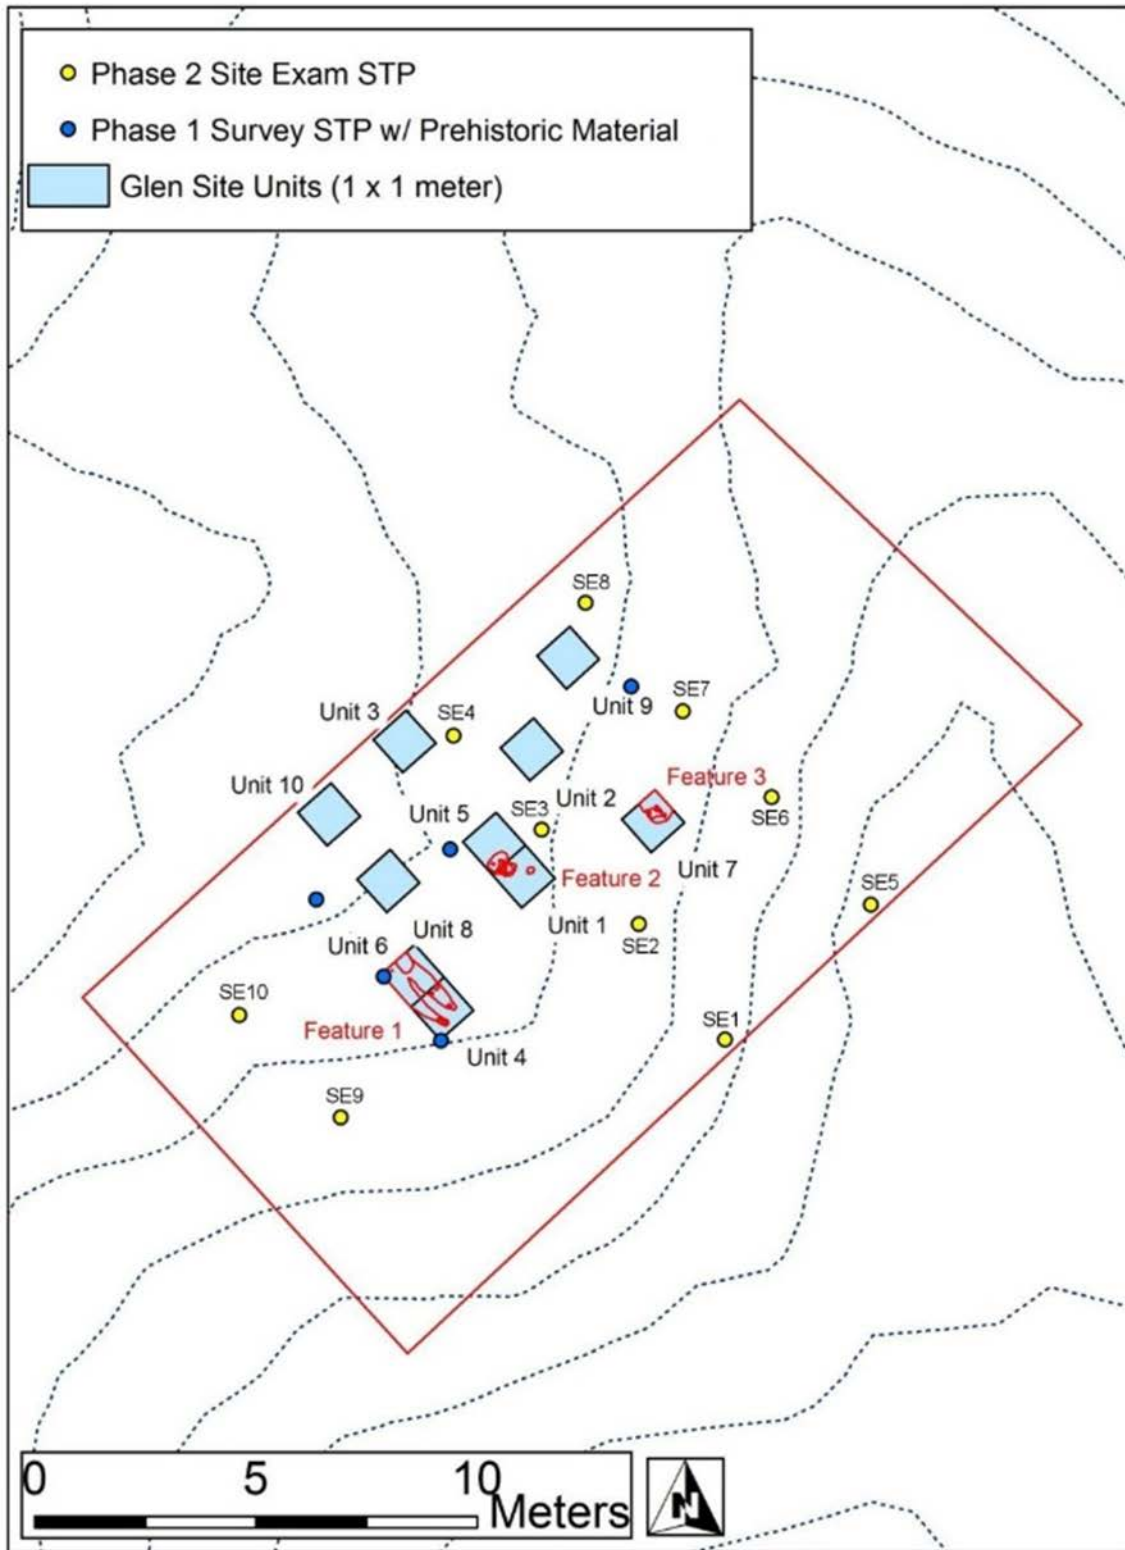 Phase 2 Site Exam STP
Phase 1 Survey STP w/ Prehistoric Material
Glen Site Units (1 x 1 meter)
SE8
Unit 9
SE7
Unit 3
SE4
Unit 10
Feature 3
Unit 5
SE3
Unit 2
SE6
Feature 2
Unit 7
SE5
Unit 8
Unit 1
Unit 6
SE2
SE10
Feature 1
SE1
Unit 4
SE9
0 5 10
Meters
N